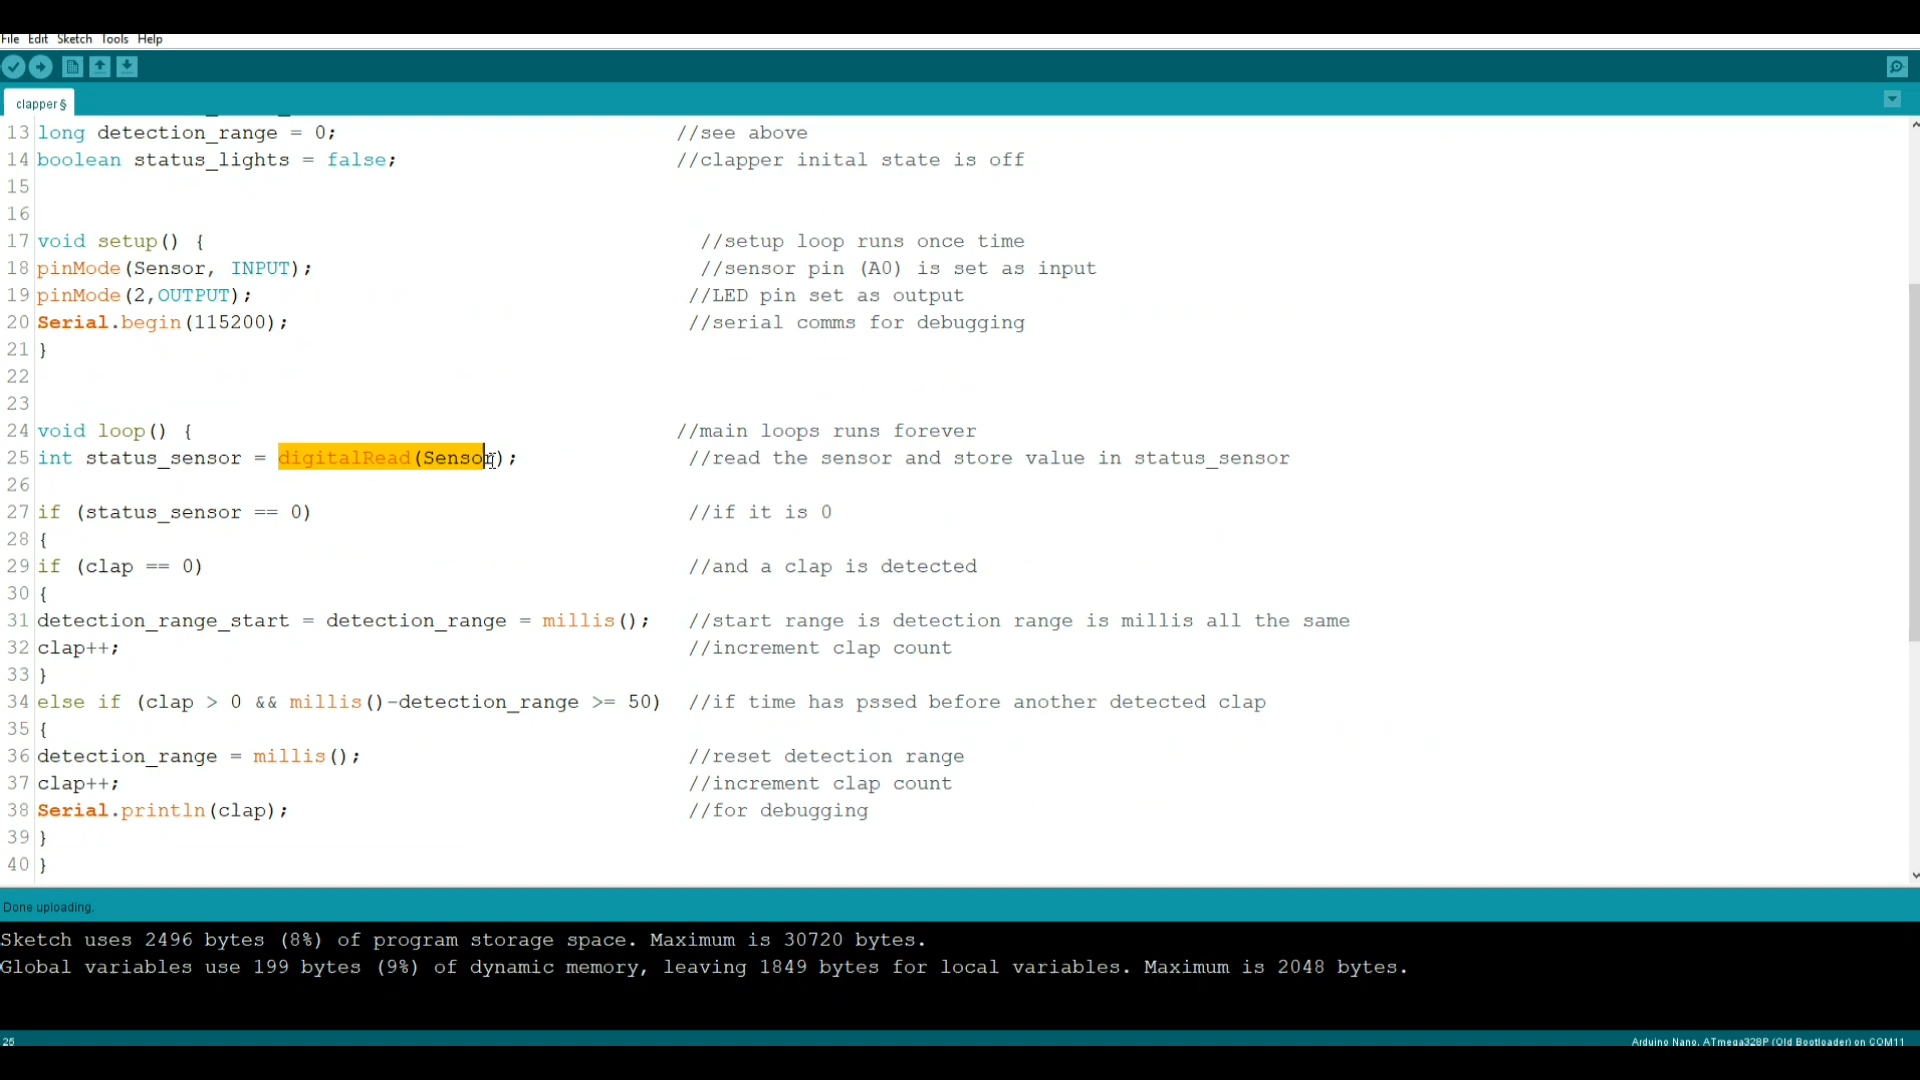 File Edit Sketch Tools Help
clapper §
13 long detection_range = 0; //see above
14 boolean status_lights = false; //clapper inital state is off
15
16
17 void setup() { //setup loop runs once time
18 pinMode(Sensor, INPUT); //sensor pin (A0) is set as input
19 pinMode(2,OUTPUT); //LED pin set as output
20 Serial.begin(115200); //serial comms for debugging
21 }
22
23
24 void loop() { //main loops runs forever
25 int status_sensor = digitalRead(Sensor); //read the sensor and store value in status_sensor
26
27 if (status_sensor == 0) //if it is 0
28 {
29 if (clap == 0) //and a clap is detected
30 {
31 detection_range_start = detection_range = millis(); //start range is detection range is millis all the same
32 clap++; //increment clap count
33 }
34 else if (clap > 0 && millis()-detection_range >= 50) //if time has pssed before another detected clap
35 {
36 detection_range = millis(); //reset detection range
37 clap++; //increment clap count
38 Serial.println(clap); //for debugging
39 }
40 }
Done uploading.
Sketch uses 2496 bytes (8%) of program storage space. Maximum is 30720 bytes.
Global variables use 199 bytes (9%) of dynamic memory, leaving 1849 bytes for local variables. Maximum is 2048 bytes.
25 Arduino Nano, ATmega328P (Old Bootloader) on COM11